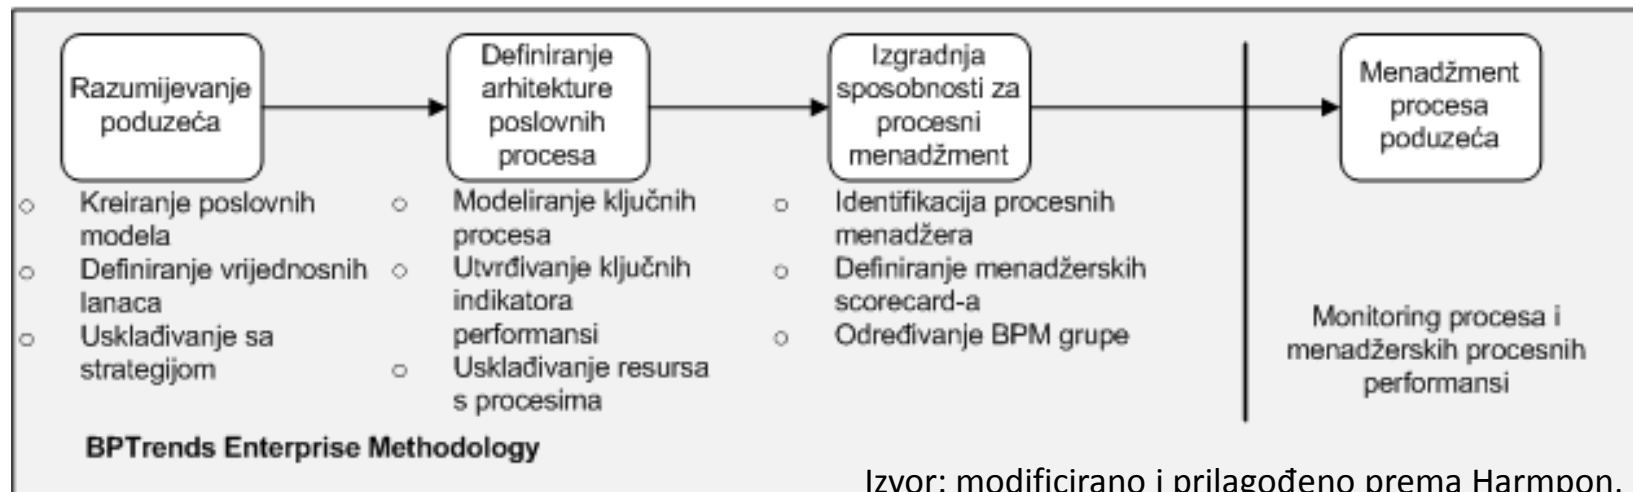 Razumijevanje
poduzeća
Definiranje
arhitekture
poslovnih
procesa
Izgradnja
sposobnosti za
procesni
menadžment
Menadžment
procesa
poduzeća
Kreiranje poslovnih
modela
Definiranje vrijednosnih
lanaca
Usklađivanje sa
strategijom
Modeliranje ključnih
procesa
Utvrđivanje ključnih
indikatora
performansi
Usklađivanje resursa
s procesima
Identifikacija procesnih
menadžera
Definiranje menadžerskih
scorecard-a
Određivanje BPM grupe
Monitoring procesa i
menadžerskih procesnih
performansi
BPTrends Enterprise Methodology
Izvor: modificirano i prilagođeno prema Harmpon.